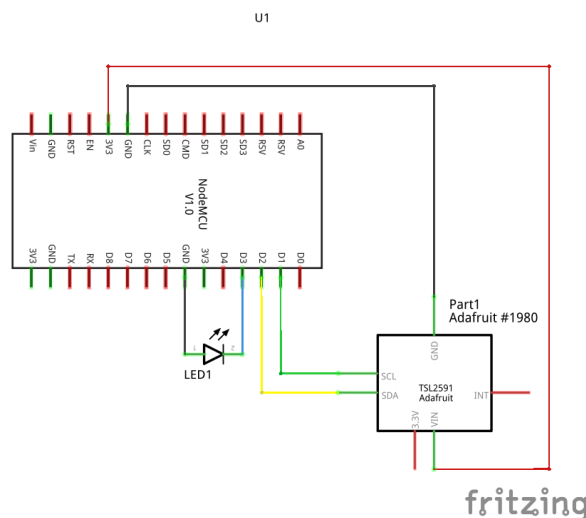 U1
Vin GND RST EN 3V3 GND CLK SD0 CMD SD1 SD2 SD3 RSV RSV A0
NodeMCU
V1.0
3V3 GND TX RX D8 D7 D6 D5 GND 3V3 D4 D3 D2 D1 D0
1 2
LED1
Part1
Adafruit #1980
GND
SCL
TSL2591
Adafruit
SDA
INT
3.3V VIN
fritzing